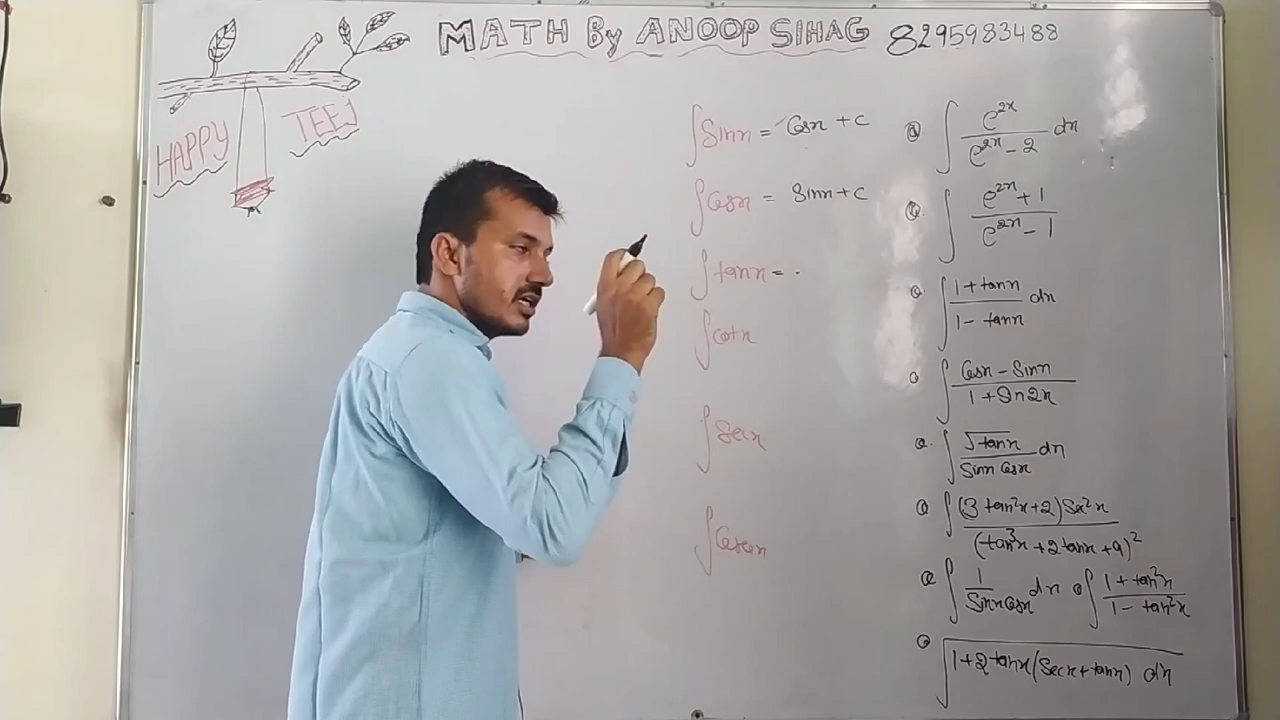 MATH By ANOOP SIHAG 8295983488
HAPPY TEEJ
∫ Sinx = -Cosx + c
∫ Cosx = Sinx + c
∫ tanx = -
∫ cotx
∫ Secx
∫ Cosecx
Q. ∫ e^{2x} / (e^{2x} - 2) dx
Q. ∫ (e^{2x} + 1) / (e^{2x} - 1)
Q. ∫ (1 + tanx) / (1 - tanx) dx
Q. ∫ (Cosx - Sinx) / (1 + Sin2x)
Q. ∫ √tanx / (Sinx Cosx) dx
Q ∫ (3 tan²x + 2) Sec²x / (tan³x + 2 tanx + 9)²
Q ∫ 1 / (Sinx Cosx) dx Q ∫ (1 + tan²x) / (1 - tan²x)
Q ∫ √(1 + 2 tanx (Secx + tanx)) dx